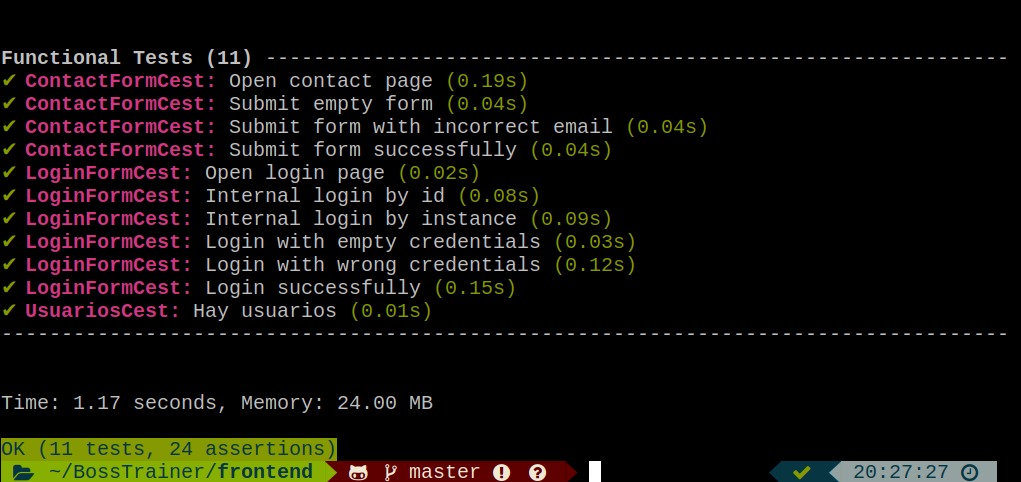 Functional Tests (11) --------------------------------------------------------------
✔ ContactFormCest: Open contact page (0.19s)
✔ ContactFormCest: Submit empty form (0.04s)
✔ ContactFormCest: Submit form with incorrect email (0.04s)
✔ ContactFormCest: Submit form successfully (0.04s)
✔ LoginFormCest: Open login page (0.02s)
✔ LoginFormCest: Internal login by id (0.08s)
✔ LoginFormCest: Internal login by instance (0.09s)
✔ LoginFormCest: Login with empty credentials (0.03s)
✔ LoginFormCest: Login with wrong credentials (0.12s)
✔ LoginFormCest: Login successfully (0.15s)
✔ UsuariosCest: Hay usuarios (0.01s)
------------------------------------------------------------------------------------
Time: 1.17 seconds, Memory: 24.00 MB
OK (11 tests, 24 assertions)
~/BossTrainer/frontend master ! ? ✔ 20:27:27